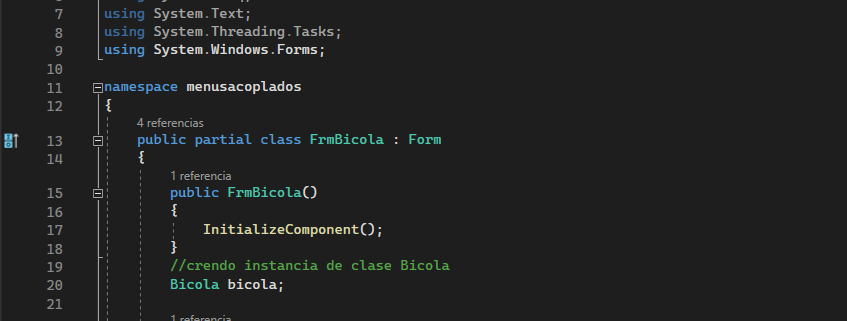 7 using System.Text;
8 using System.Threading.Tasks;
9 using System.Windows.Forms;
10
11 namespace menusacoplados
12 {
4 referencias
13 public partial class FrmBicola : Form
14 {
1 referencia
15 public FrmBicola()
16 {
17 InitializeComponent();
18 }
19 //crendo instancia de clase Bicola
20 Bicola bicola;
21
1 referencia